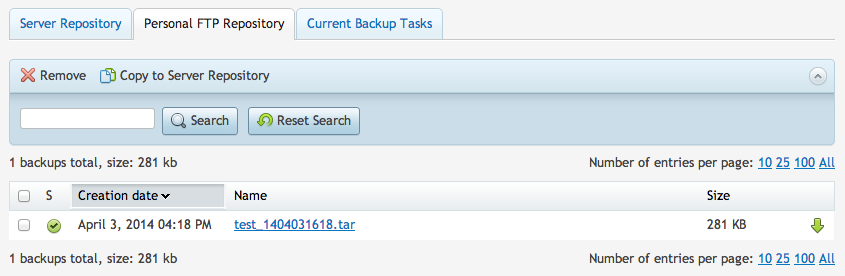 Server Repository Personal FTP Repository Current Backup Tasks
Remove Copy to Server Repository
Search Reset Search
1 backups total, size: 281 kb Number of entries per page: 10 25 100 All
S Creation date Name Size
April 3, 2014 04:18 PM test_1404031618.tar 281 KB
1 backups total, size: 281 kb Number of entries per page: 10 25 100 All